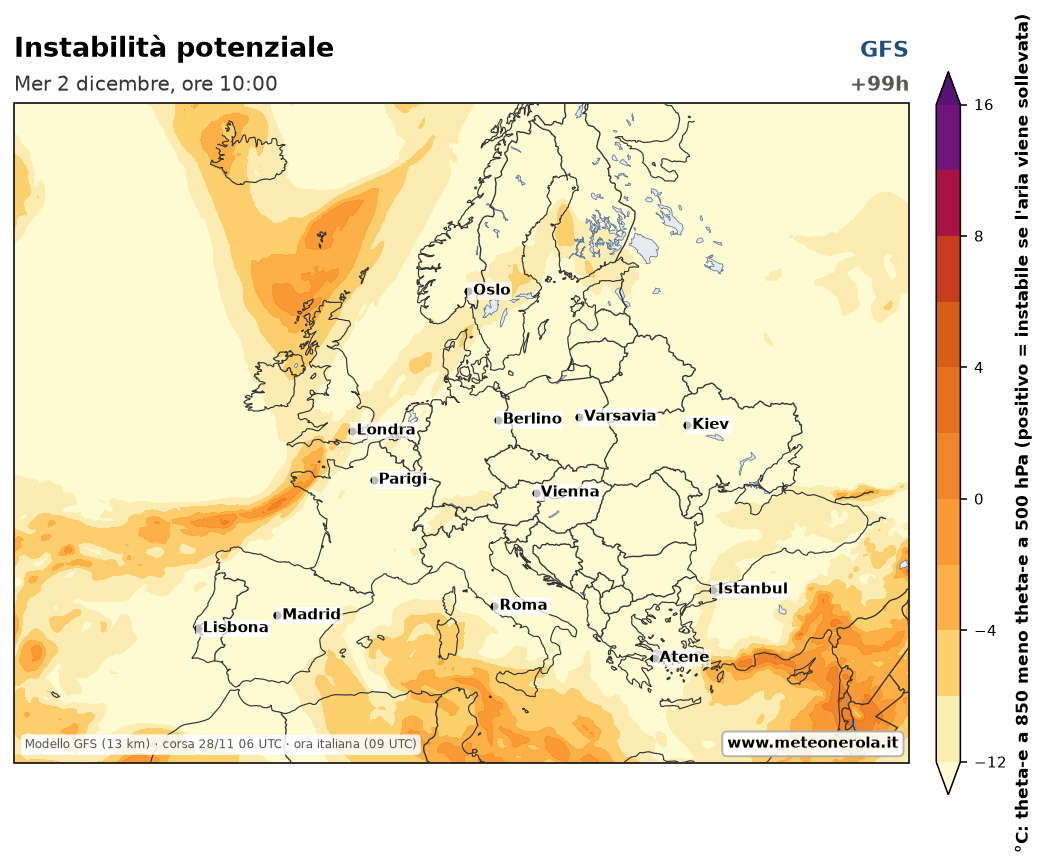 Instabilità potenziale
GFS
Mer 2 dicembre, ore 10:00
+99h
Oslo
Londra
Berlino
Varsavia
Kiev
Parigi
Vienna
Istanbul
Roma
Madrid
Lisbona
Atene
Modello GFS (13 km) · corsa 28/11 06 UTC · ora italiana (09 UTC)
www.meteonerola.it
16
8
4
0
−4
−12
°C: theta-e a 850 meno theta-e a 500 hPa (positivo = instabile se l'aria viene sollevata)